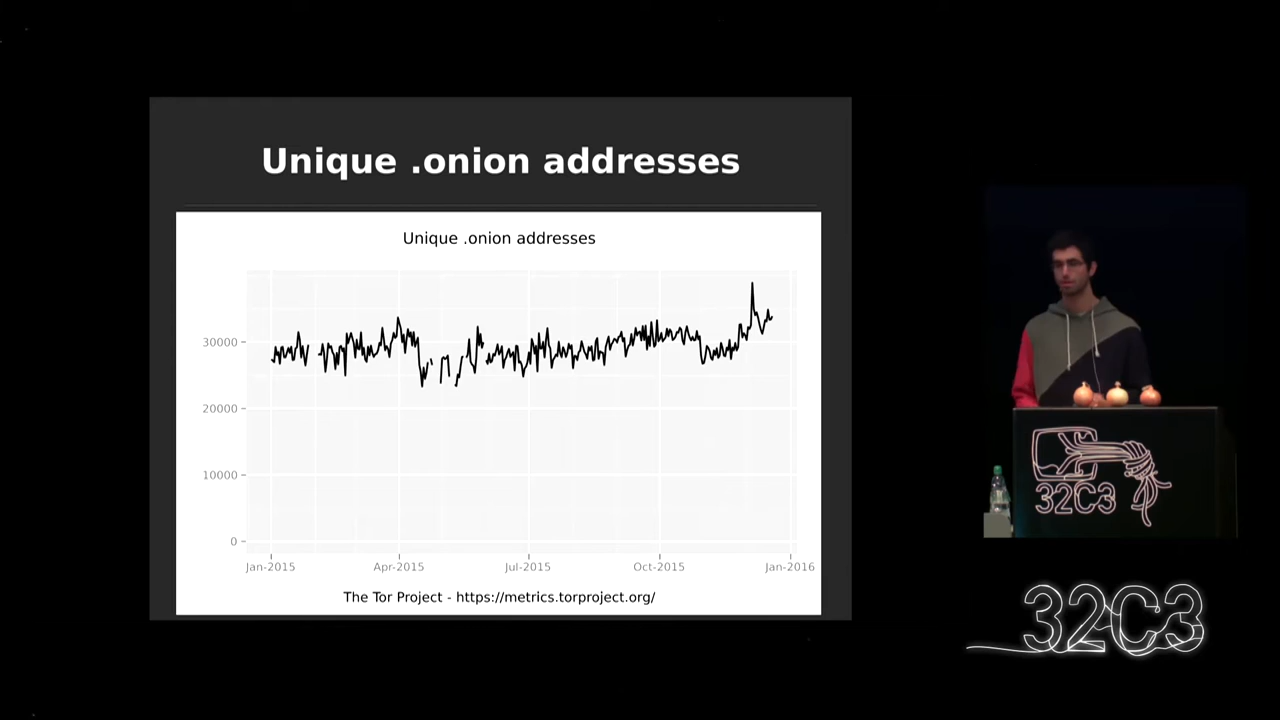 Unique .onion addresses
Unique .onion addresses
30000
20000
10000
0
Jan-2015 Apr-2015 Jul-2015 Oct-2015 Jan-2016
The Tor Project - https://metrics.torproject.org/
32C3
32C3